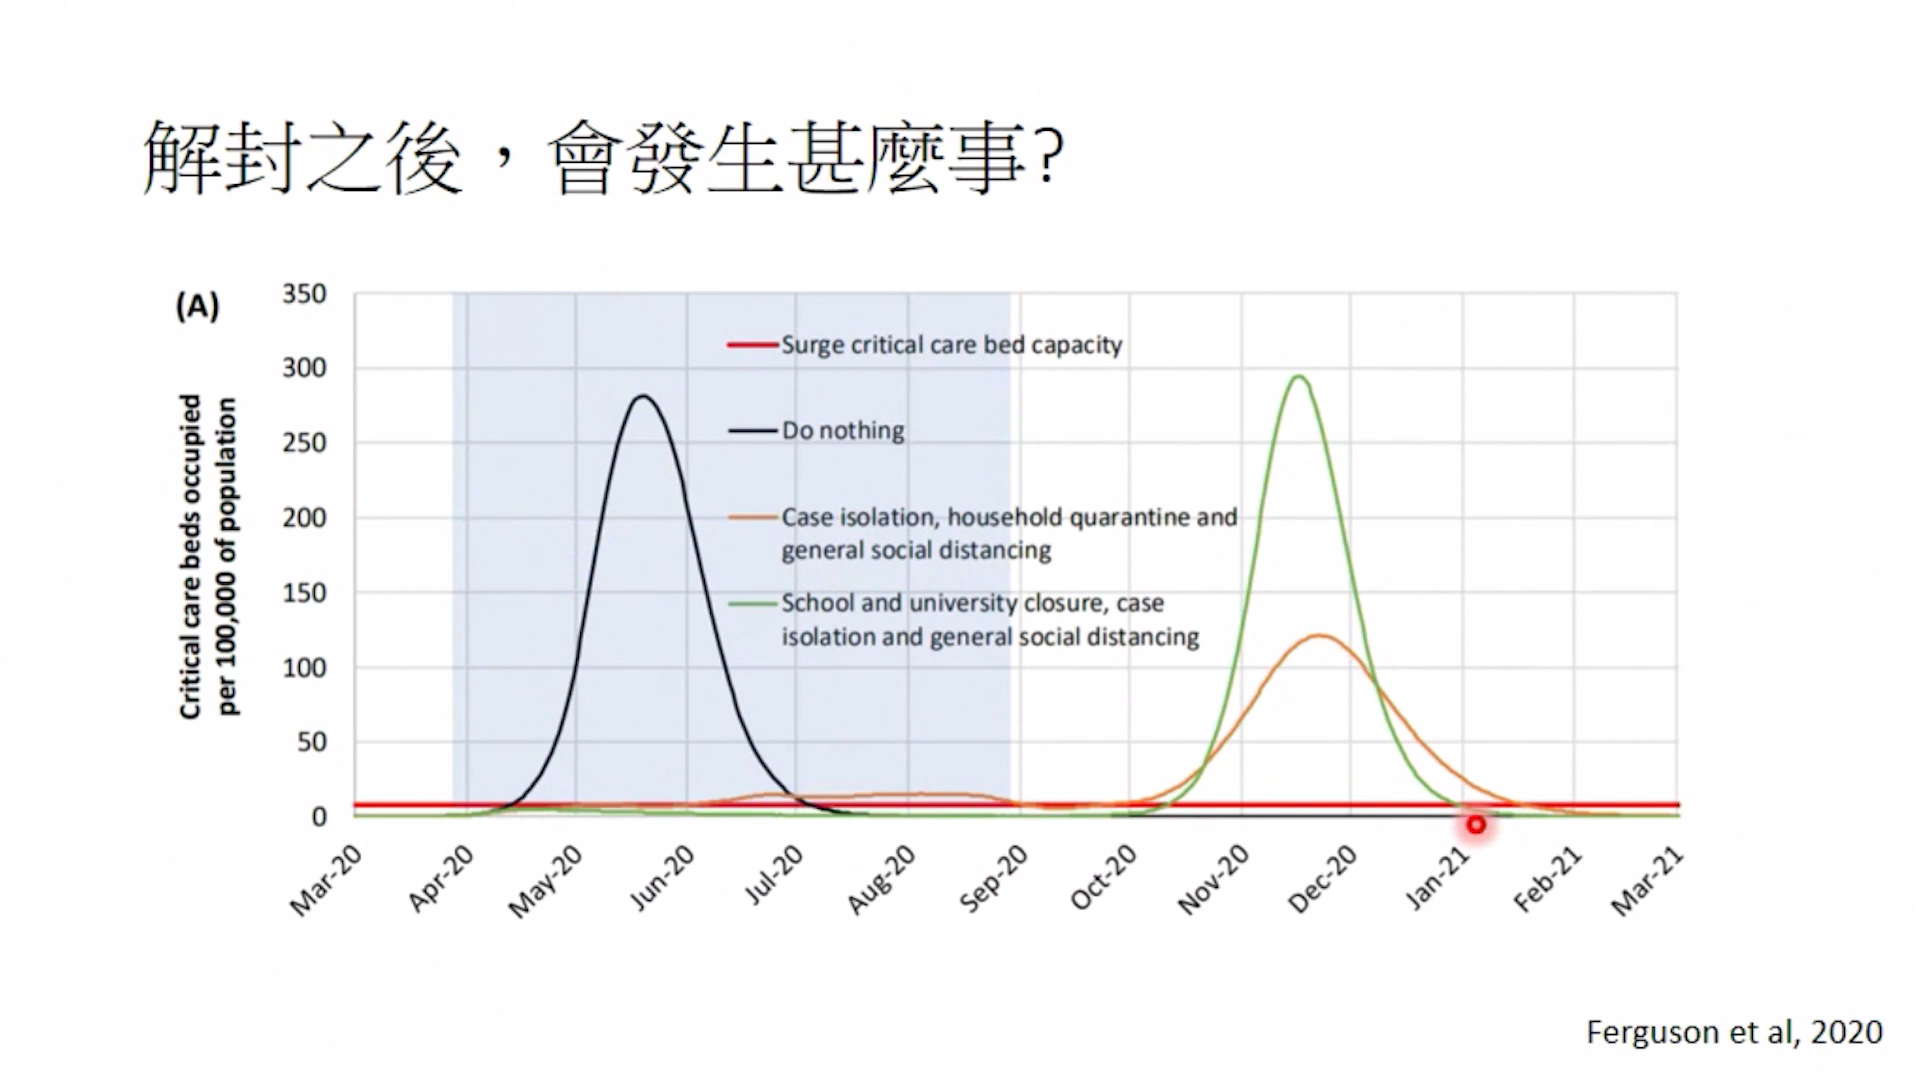 解封之後，會發生甚麼事?
(A)
Critical care beds occupied
per 100,000 of population
350
300
250
200
150
100
50
0
Surge critical care bed capacity
Do nothing
Case isolation, household quarantine and
general social distancing
School and university closure, case
isolation and general social distancing
Mar-20
Apr-20
May-20
Jun-20
Jul-20
Aug-20
Sep-20
Oct-20
Nov-20
Dec-20
Jan-21
Feb-21
Mar-21
Ferguson et al, 2020